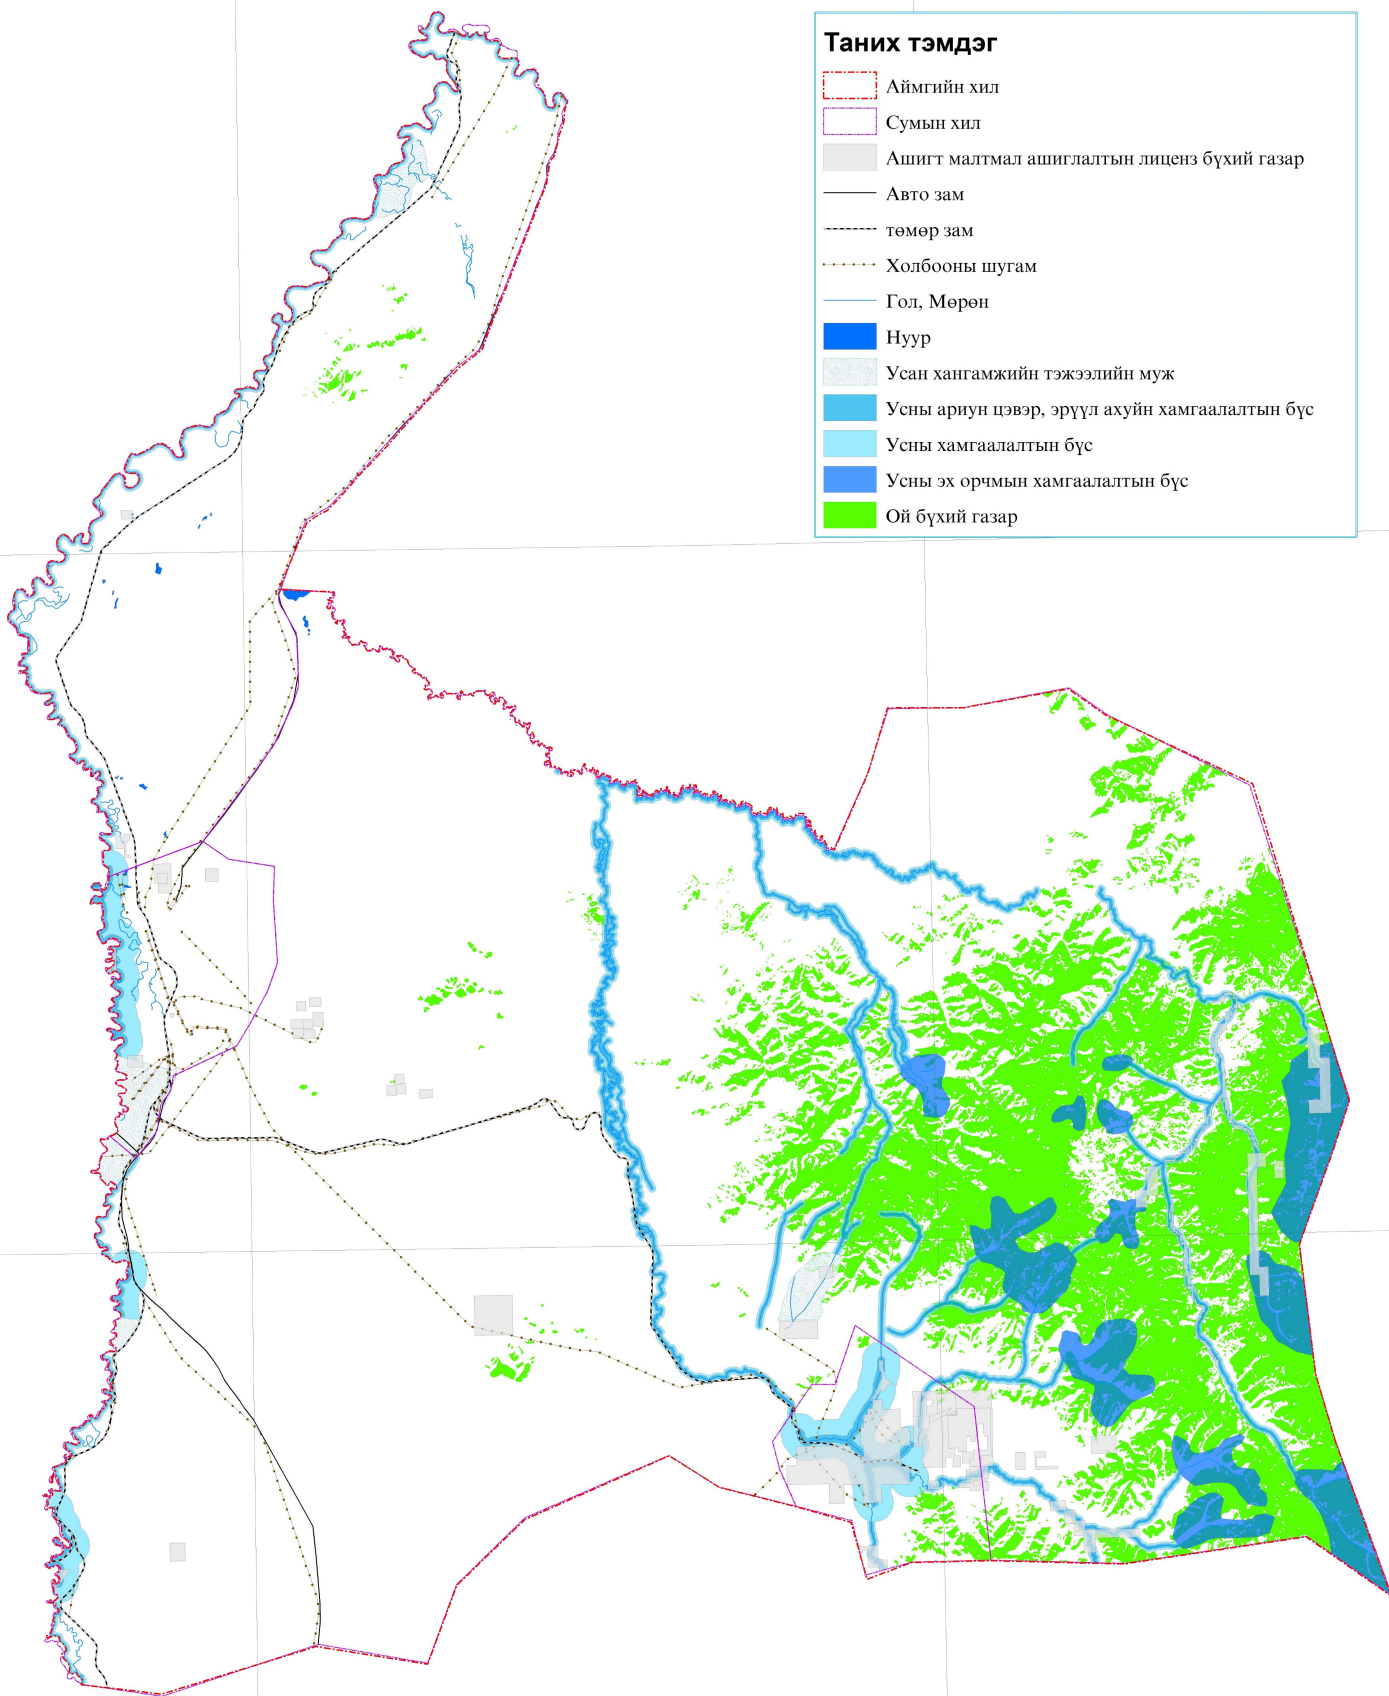 Таних тэмдэг
Аймгийн хил
Сумын хил
Ашигт малтмал ашиглалтын лиценз бүхий газар
Авто зам
төмөр зам
Холбооны шугам
Гол, Мөрөн
Нуур
Усан хангамжийн тэжээлийн муж
Усны ариун цэвэр, эрүүл ахуйн хамгаалалтын бүс
Усны хамгаалалтын бүс
Усны эх орчмын хамгаалалтын бүс
Ой бүхий газар